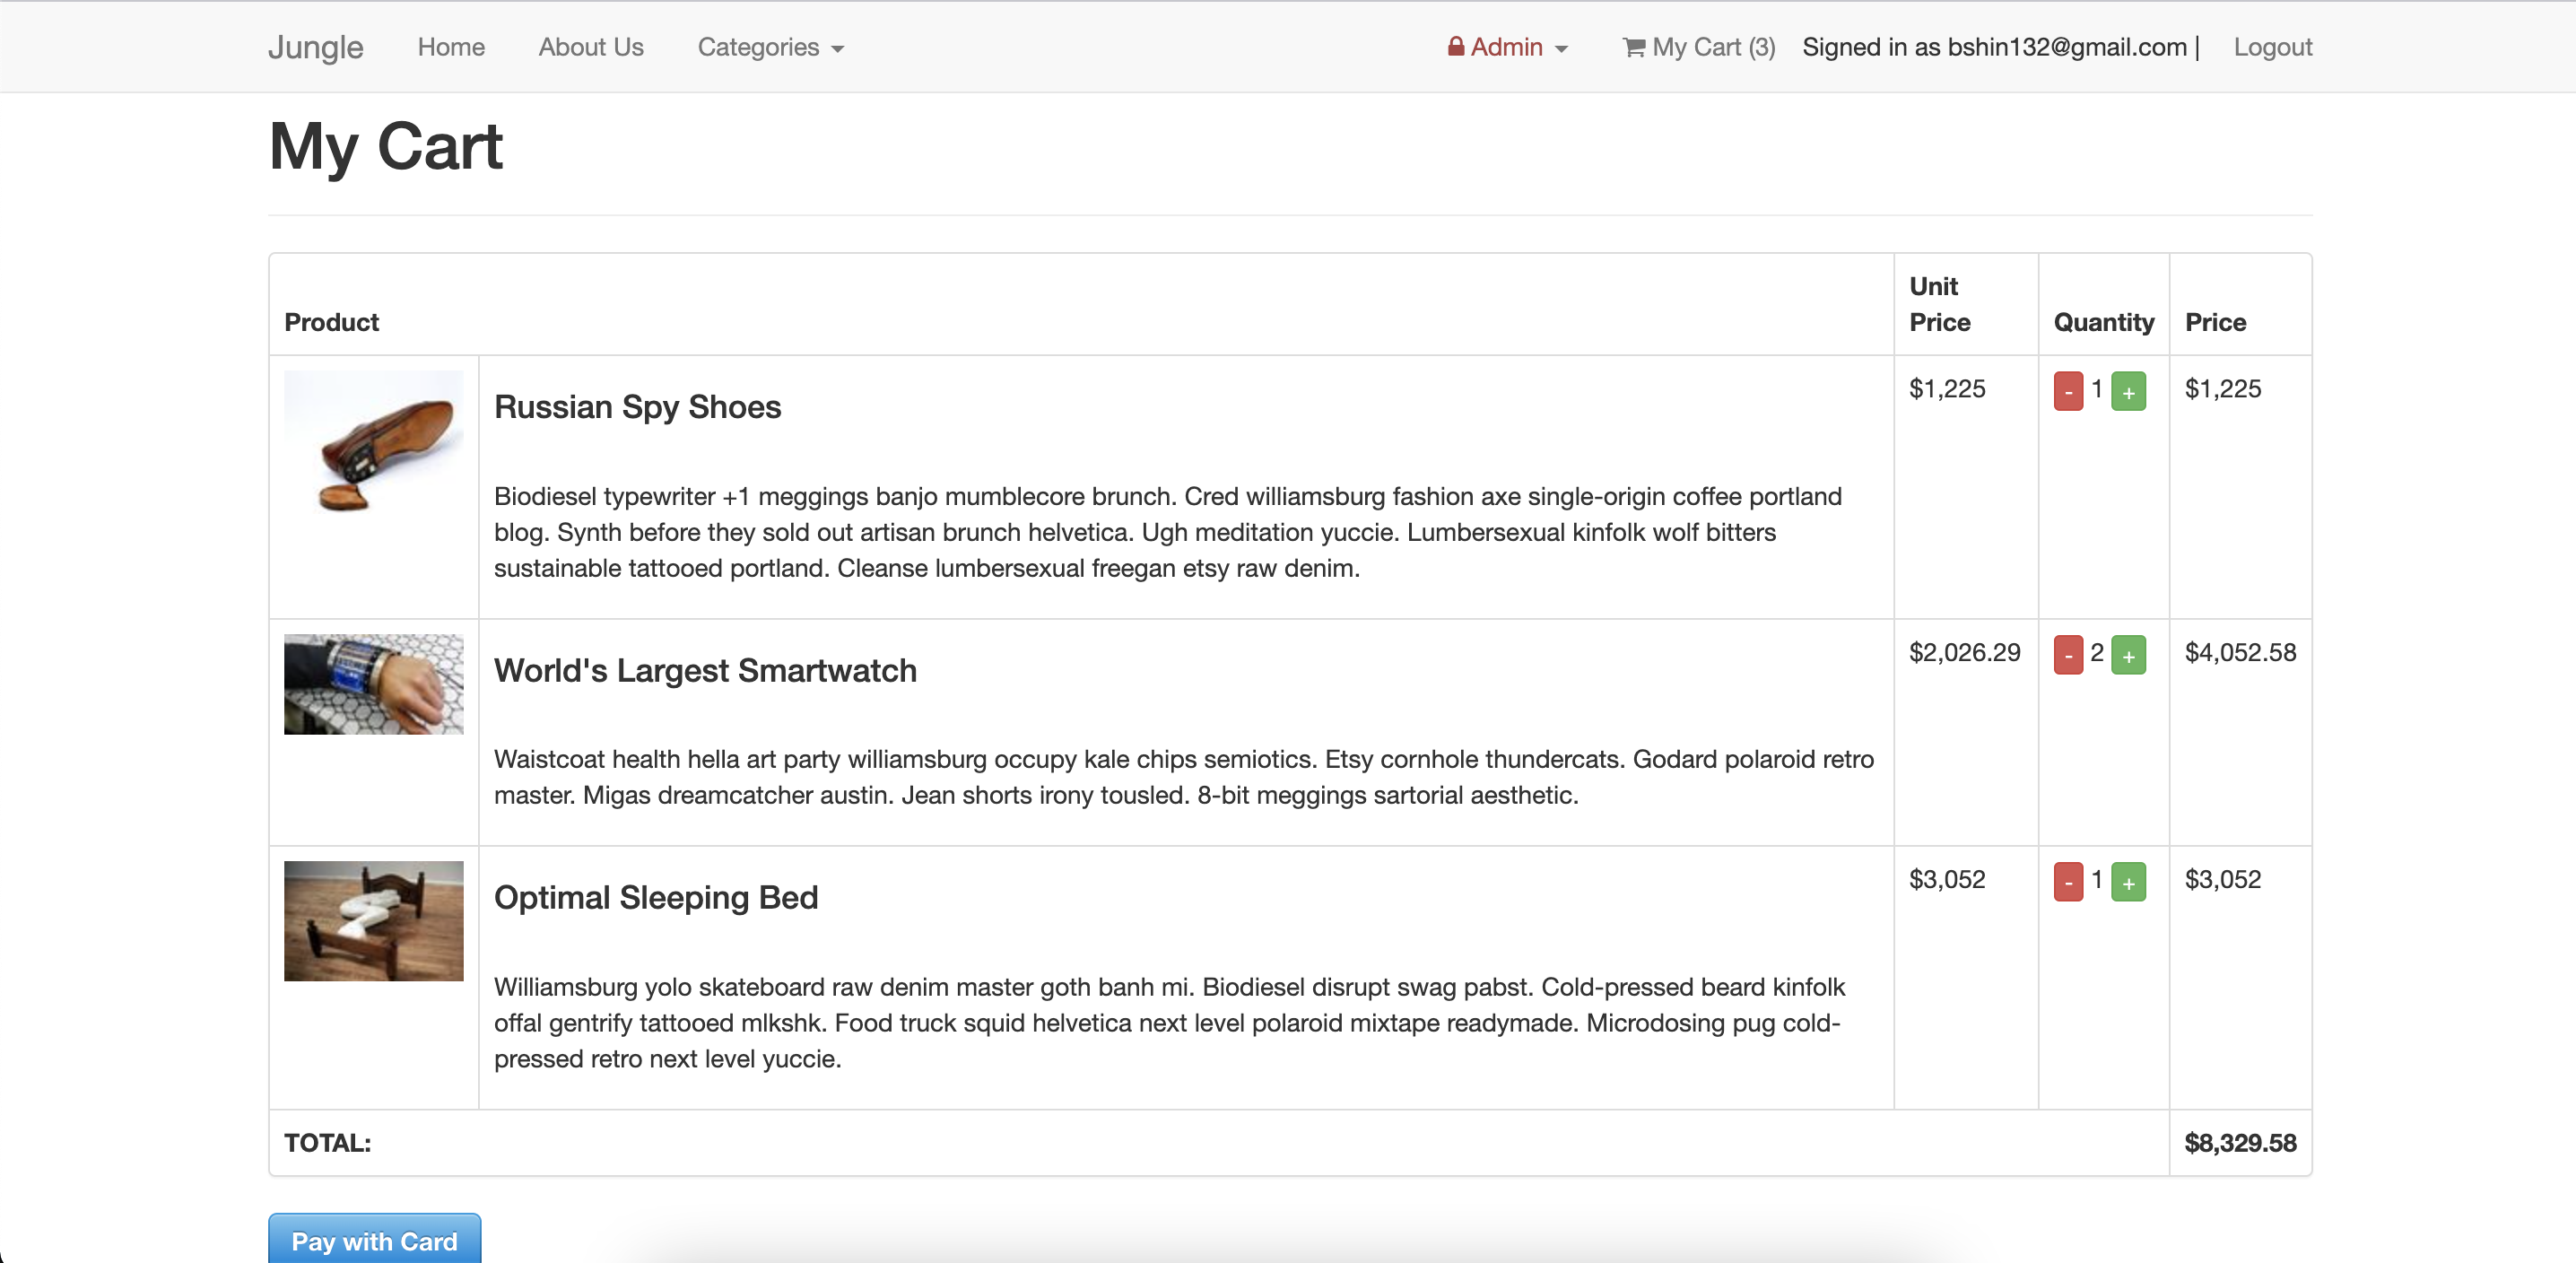 Jungle Home About Us Categories Admin My Cart (3) Signed in as bshin132@gmail.com | Logout
My Cart
Product Unit Price Quantity Price
Russian Spy Shoes $1,225 - 1 + $1,225
Biodiesel typewriter +1 meggings banjo mumblecore brunch. Cred williamsburg fashion axe single-origin coffee portland
blog. Synth before they sold out artisan brunch helvetica. Ugh meditation yuccie. Lumbersexual kinfolk wolf bitters
sustainable tattooed portland. Cleanse lumbersexual freegan etsy raw denim.
World's Largest Smartwatch $2,026.29 - 2 + $4,052.58
Waistcoat health hella art party williamsburg occupy kale chips semiotics. Etsy cornhole thundercats. Godard polaroid retro
master. Migas dreamcatcher austin. Jean shorts irony tousled. 8-bit meggings sartorial aesthetic.
Optimal Sleeping Bed $3,052 - 1 + $3,052
Williamsburg yolo skateboard raw denim master goth banh mi. Biodiesel disrupt swag pabst. Cold-pressed beard kinfolk
offal gentrify tattooed mlkshk. Food truck squid helvetica next level polaroid mixtape readymade. Microdosing pug cold-
pressed retro next level yuccie.
TOTAL: $8,329.58
Pay with Card